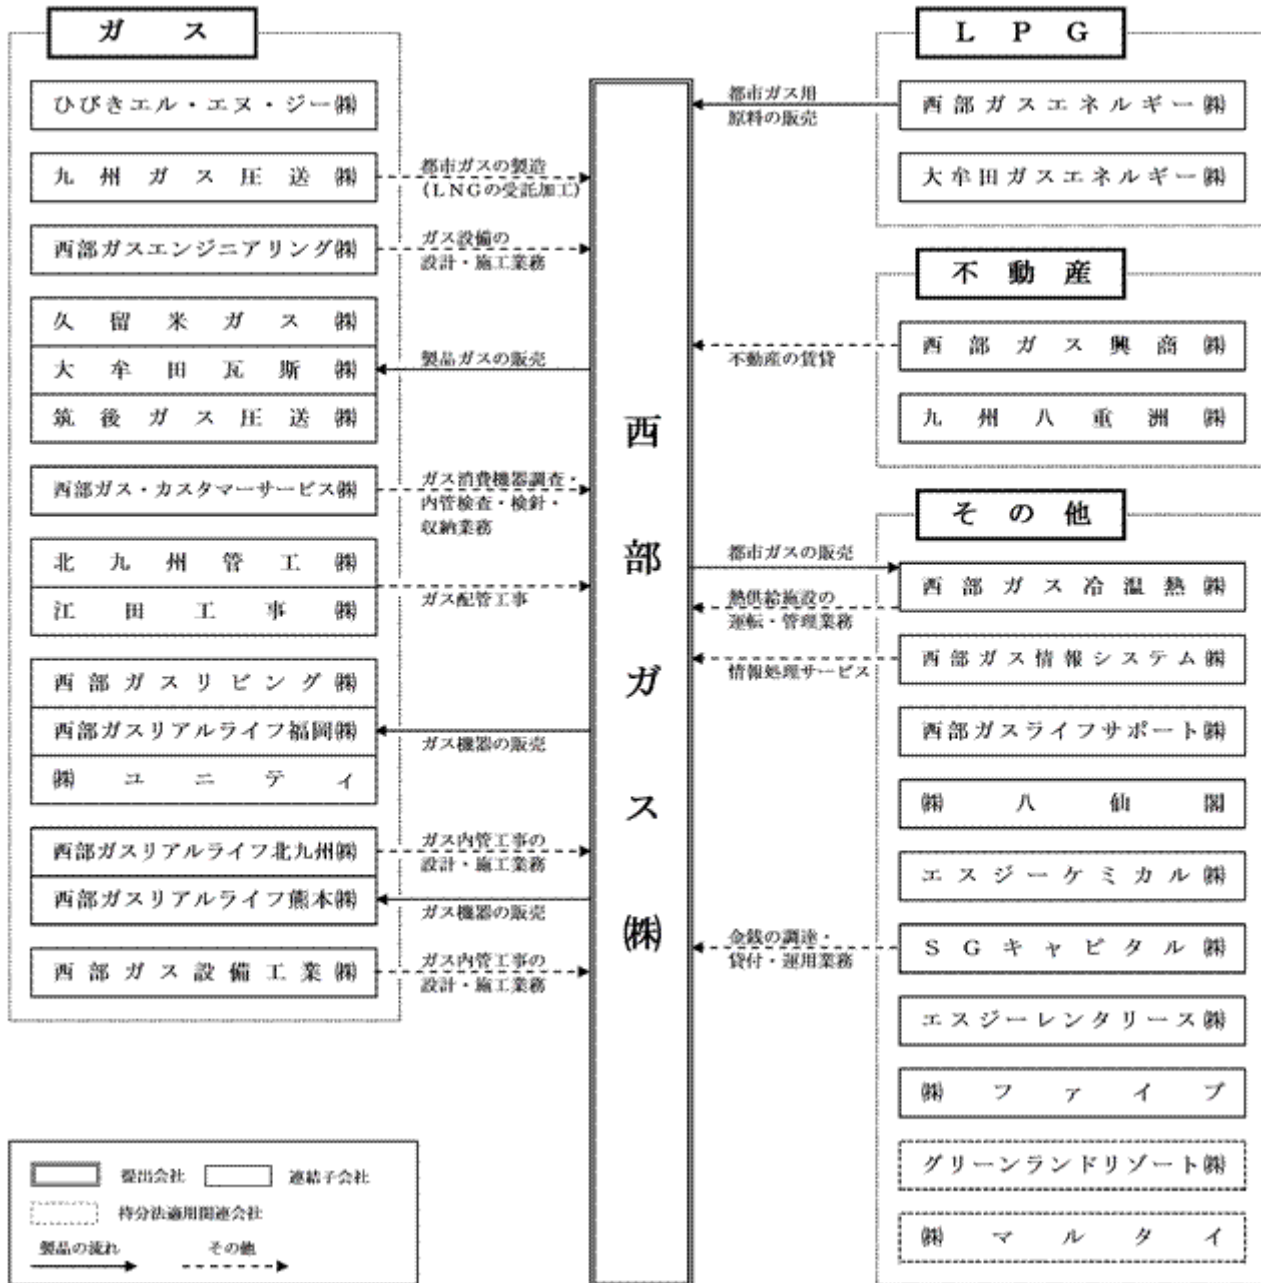 ガス
ひびきエル・エヌ・ジー㈱
九州ガス圧送㈱
都市ガスの製造
(LNGの受託加工)
西部ガスエンジニアリング㈱
ガス設備の
設計・施工業務
久留米ガス㈱
大牟田瓦斯㈱
筑後ガス圧送㈱
製品ガスの販売
西部ガス・カスタマーサービス㈱
ガス消費機器調査・
内管検査・検針・
収納業務
北九州管工㈱
江田工事㈱
ガス配管工事
西部ガスリビング㈱
西部ガスリアルライフ福岡㈱
㈱ユニティ
ガス機器の販売
西部ガスリアルライフ北九州㈱
西部ガスリアルライフ熊本㈱
ガス内管工事の
設計・施工業務
ガス機器の販売
西部ガス設備工業㈱
ガス内管工事の
設計・施工業務
西部ガス㈱
LPG
西部ガスエネルギー㈱
大牟田ガスエネルギー㈱
都市ガス用
原料の販売
不動産
西部ガス興商㈱
九州八重洲㈱
不動産の賃貸
その他
西部ガス冷温熱㈱
都市ガスの販売
熱供給施設の
運転・管理業務
西部ガス情報システム㈱
情報処理サービス
西部ガスライフサポート㈱
㈱八仙閣
エスジーケミカル㈱
SGキャピタル㈱
金銭の調達・
貸付・運用業務
エスジーレンタリース㈱
㈱ファイブ
グリーンランドリゾート㈱
㈱マルタイ
提出会社 連結子会社
持分法適用関連会社
製品の流れ その他